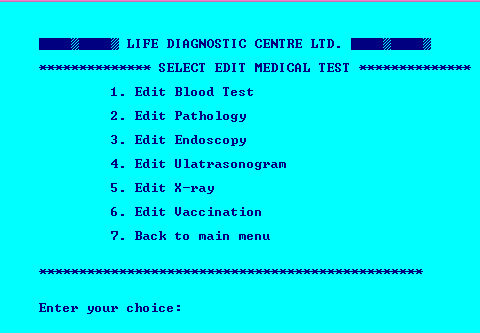 LIFE DIAGNOSTIC CENTRE LTD.
*************** SELECT EDIT MEDICAL TEST ***************
1. Edit Blood Test
2. Edit Pathology
3. Edit Endoscopy
4. Edit Ulatrasonogram
5. Edit X-ray
6. Edit Vaccination
7. Back to main menu
************************************************
Enter your choice: